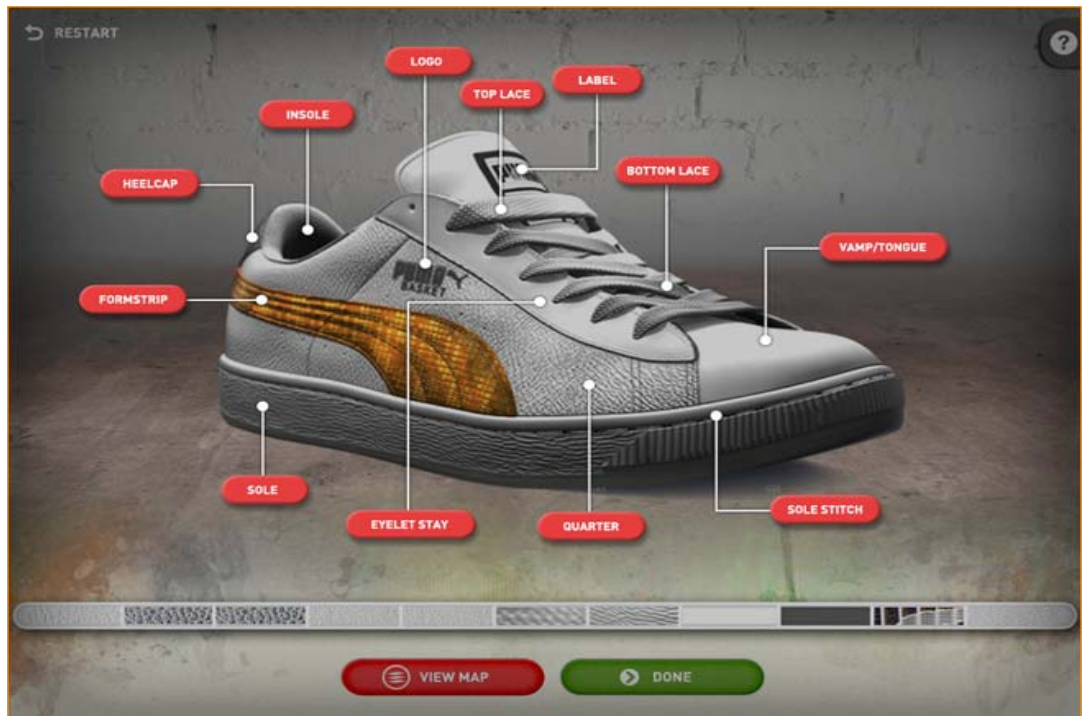 RESTART
?
LOGO
LABEL
TOP LACE
INSOLE
BOTTOM LACE
HEELCAP
VAMP/TONGUE
FORMSTRIP
PUMA
BASKET
SOLE
EYELET STAY
QUARTER
SOLE STITCH
VIEW MAP
DONE